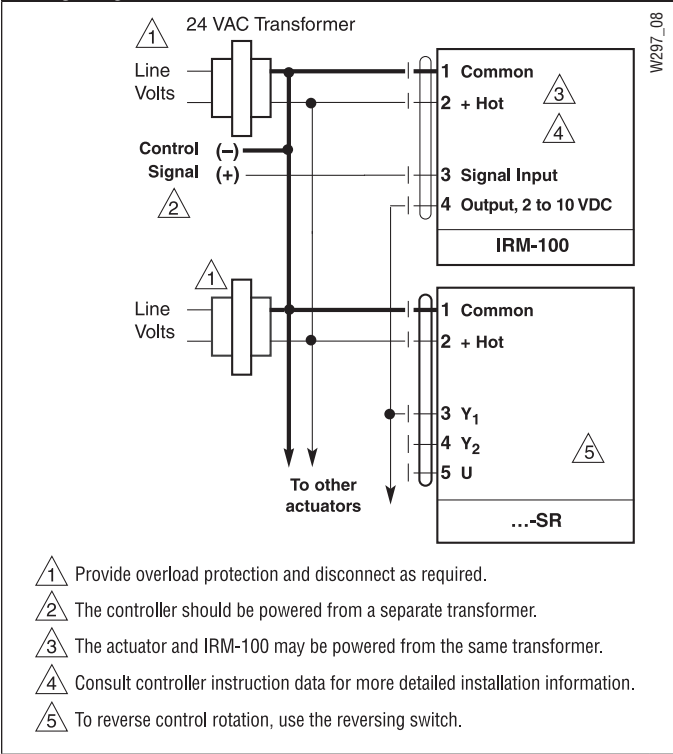 W297_08
1 24 VAC Transformer
Line
Volts
1 Common
2 + Hot
3
4
Control (–)
Signal (+)
2
3 Signal Input
4 Output, 2 to 10 VDC
IRM-100
1
Line
Volts
1 Common
2 + Hot
3 Y₁
4 Y₂
5 U
5
To other
actuators
...-SR
1 Provide overload protection and disconnect as required.
2 The controller should be powered from a separate transformer.
3 The actuator and IRM-100 may be powered from the same transformer.
4 Consult controller instruction data for more detailed installation information.
5 To reverse control rotation, use the reversing switch.